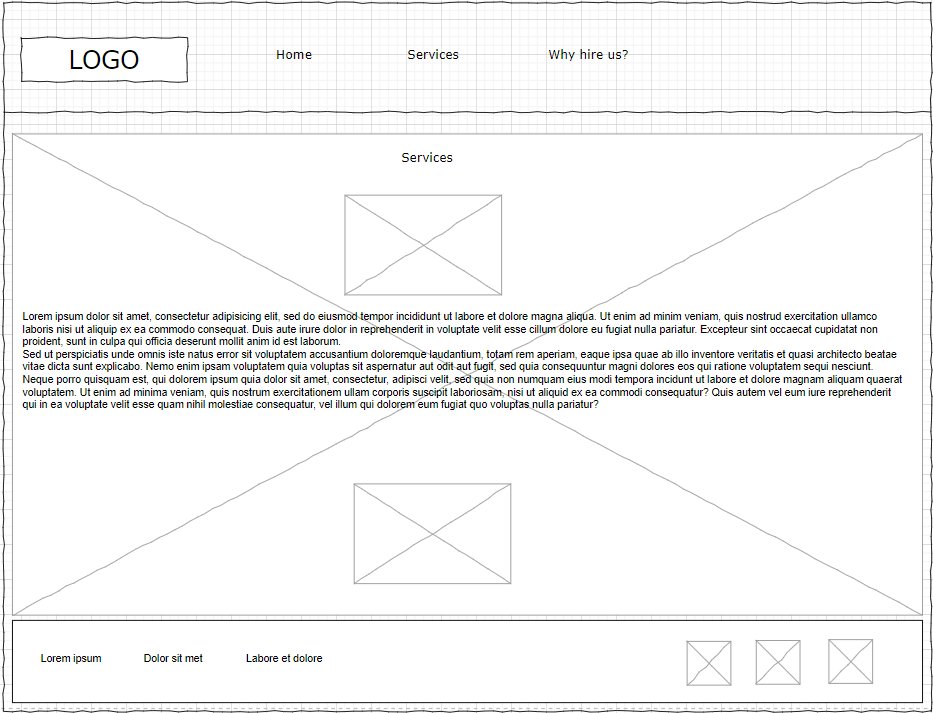 LOGO
Home
Services
Why hire us?
Services
Lorem ipsum dolor sit amet, consectetur adipisicing elit, sed do eiusmod tempor incididunt ut labore et dolore magna aliqua. Ut enim ad minim veniam, quis nostrud exercitation ullamco
laboris nisi ut aliquip ex ea commodo consequat. Duis aute irure dolor in reprehenderit in voluptate velit esse cillum dolore eu fugiat nulla pariatur. Excepteur sint occaecat cupidatat non
proident, sunt in culpa qui officia deserunt mollit anim id est laborum.
Sed ut perspiciatis unde omnis iste natus error sit voluptatem accusantium doloremque laudantium, totam rem aperiam, eaque ipsa quae ab illo inventore veritatis et quasi architecto beatae
vitae dicta sunt explicabo. Nemo enim ipsam voluptatem quia voluptas sit aspernatur aut odit aut fugit, sed quia consequuntur magni dolores eos qui ratione voluptatem sequi nesciunt.
Neque porro quisquam est, qui dolorem ipsum quia dolor sit amet, consectetur, adipisci velit, sed quia non numquam eius modi tempora incidunt ut labore et dolore magnam aliquam quaerat
voluptatem. Ut enim ad minima veniam, quis nostrum exercitationem ullam corporis suscipit laboriosam, nisi ut aliquid ex ea commodi consequatur? Quis autem vel eum iure reprehenderit
qui in ea voluptate velit esse quam nihil molestiae consequatur, vel illum qui dolorem eum fugiat quo voluptas nulla pariatur?
Lorem ipsum
Dolor sit met
Labore et dolore